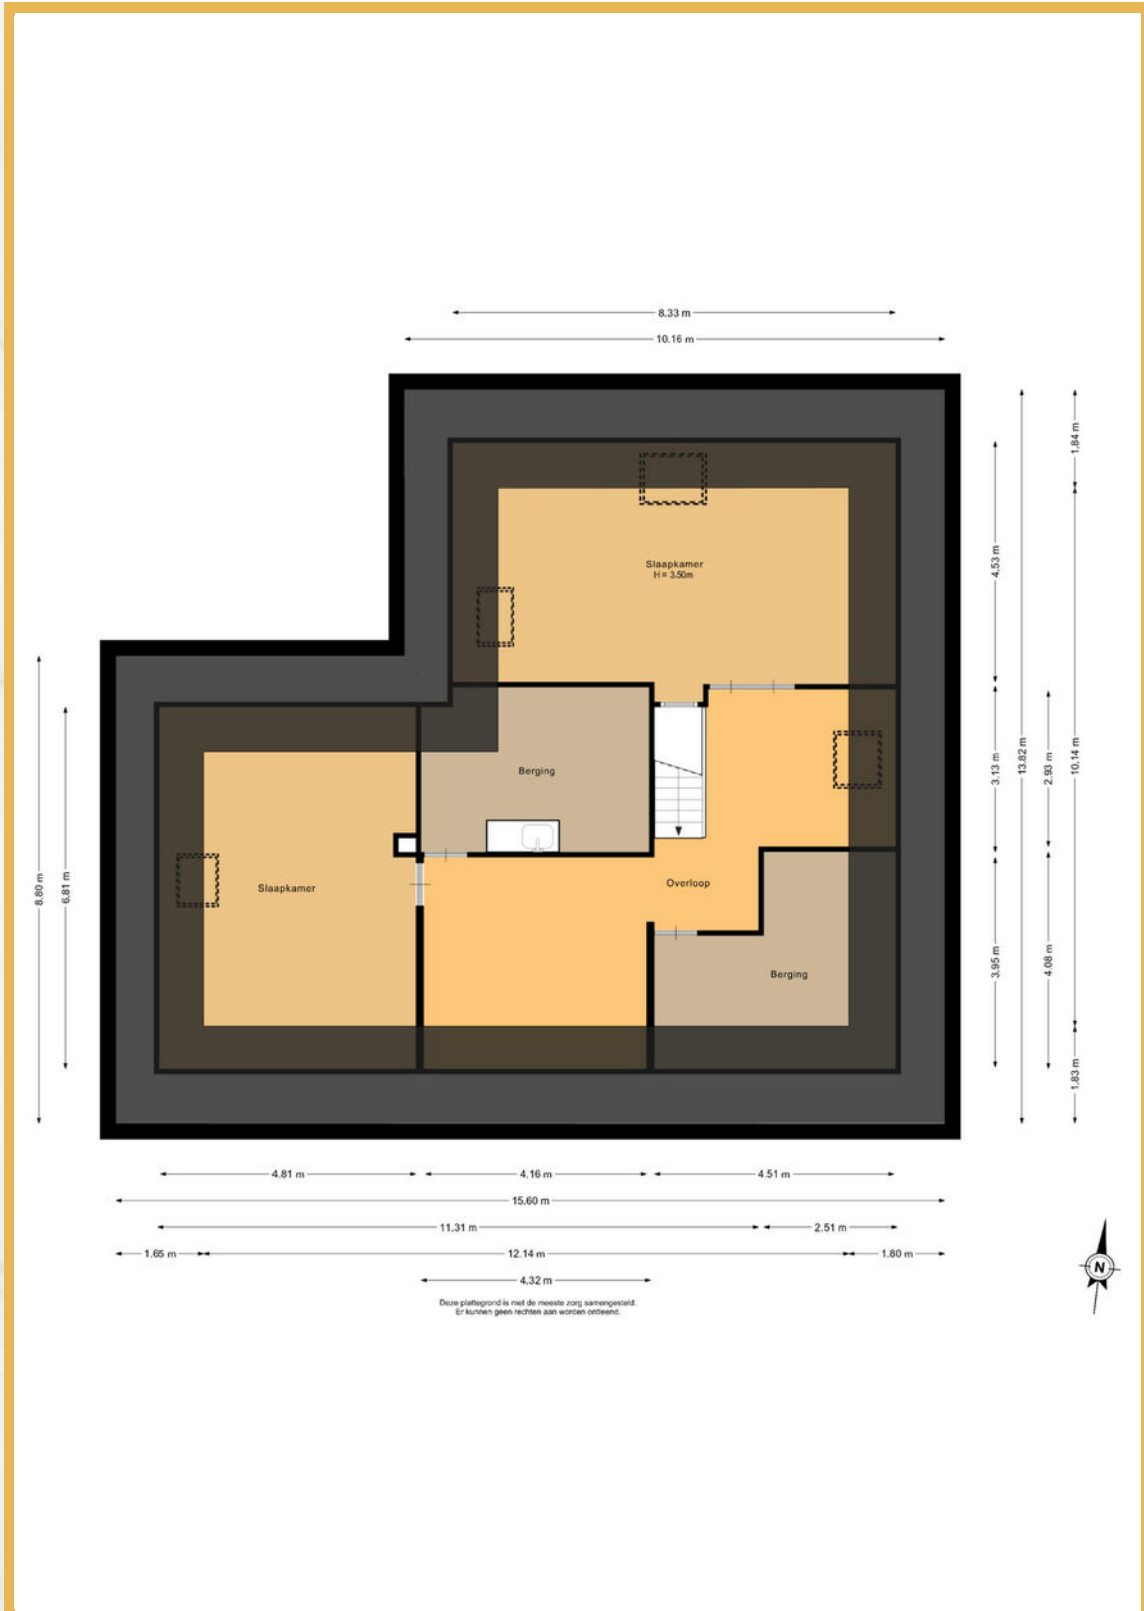 8.33 m
10.16 m
1.84 m
4.53 m
Slaapkamer
H = 3.50m
3.13 m
13.82 m
2.93 m
10.14 m
Berging
8.80 m
6.81 m
Slaapkamer
Overloop
3.95 m
4.08 m
Berging
1.83 m
4.81 m
4.16 m
4.51 m
15.60 m
11.31 m
2.51 m
1.65 m
12.14 m
1.80 m
4.32 m
N
Deze plattegrond is met de meeste zorg samengesteld.
Er kunnen geen rechten aan worden ontleend.